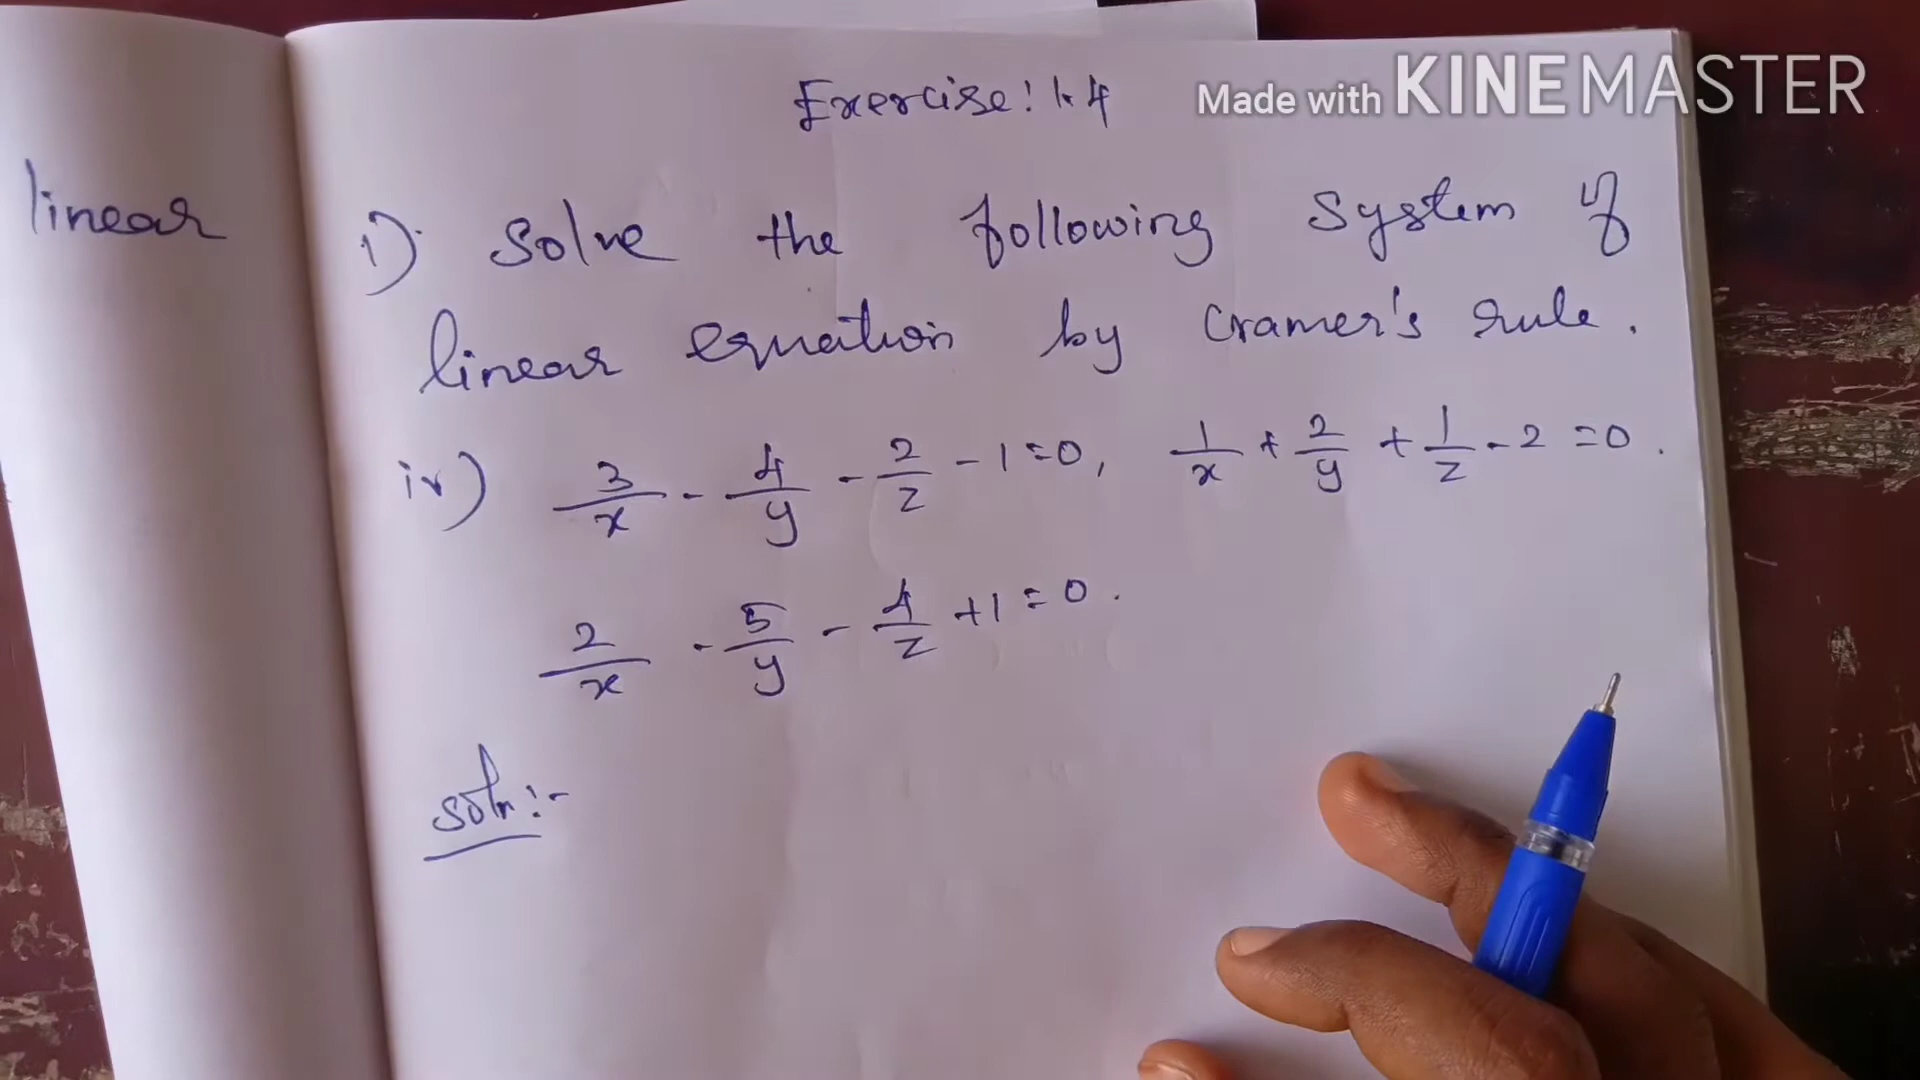 Exercise: 1.4
Made with KINEMASTER
linear
1) Solve the following system of
linear equation by Cramer's rule.
iv) 3/x - 4/y - 2/z - 1 = 0, 1/x + 2/y + 1/z - 2 = 0.
2/x - 5/y - 4/z + 1 = 0.
Soln:-